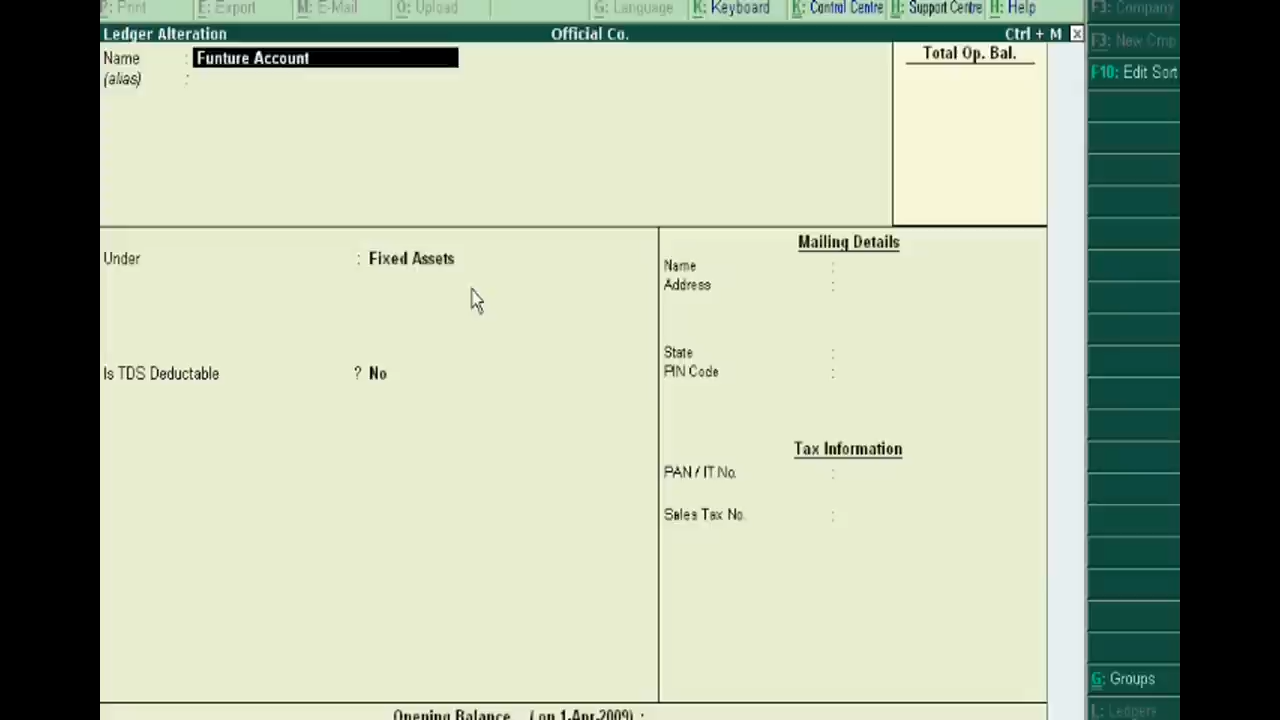 P: Print E: Export M: E-Mail O: Upload G: Language K: Keyboard K: Control Centre H: Support Centre H: Help F3: Company
Ledger Alteration Official Co. Ctrl + M x F3: New Cmp
Name : Funture Account Total Op. Bal.
(alias) : F10: Edit Sort
Mailing Details
Under : Fixed Assets
Name :
Address :
State :
PIN Code :
Is TDS Deductable ? No
Tax Information
PAN / IT No. :
Sales Tax No. :
G: Groups
Opening Balance ( on 1-Apr-2009) : L: Ledgers